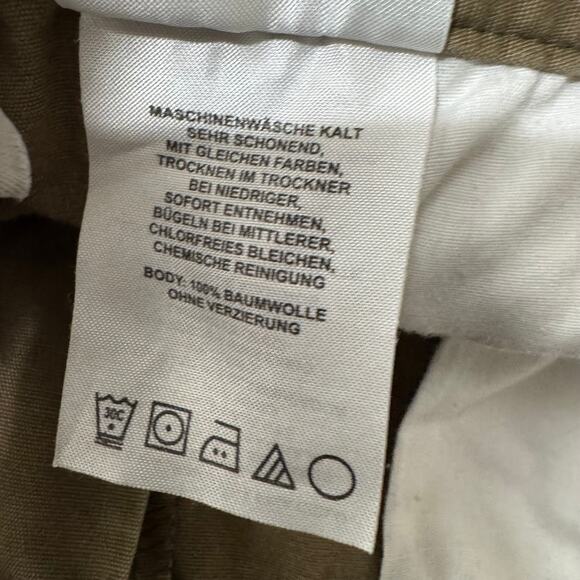 MASCHINENWÄSCHE KALT
SEHR SCHONEND,
MIT GLEICHEN FARBEN,
TROCKNEN IM TROCKNER
BEI NIEDRIGER,
SOFORT ENTNEHMEN,
BÜGELN BEI MITTLERER,
CHLORFREIES BLEICHEN,
CHEMISCHE REINIGUNG
BODY: 100% BAUMWOLLE
OHNE VERZIERUNG
30C